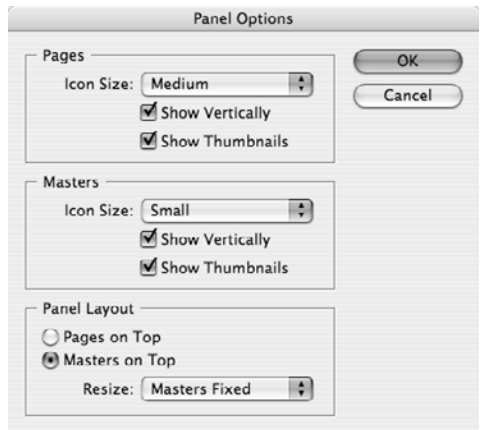 Panel Options
Pages
Icon Size: Medium
Show Vertically
Show Thumbnails
OK
Cancel
Masters
Icon Size: Small
Show Vertically
Show Thumbnails
Panel Layout
Pages on Top
Masters on Top
Resize: Masters Fixed